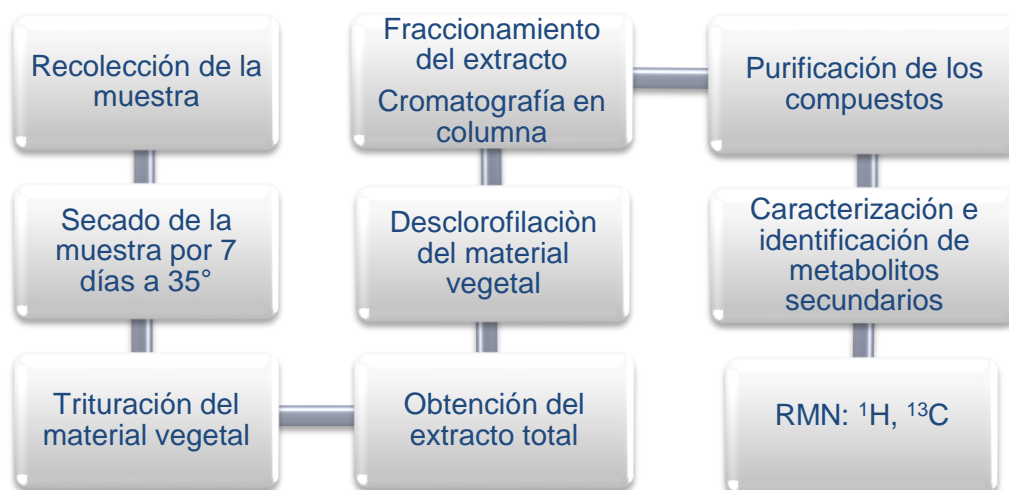 Recolección de la
muestra
Secado de la
muestra por 7
días a 35°
Trituración del
material vegetal
Obtención del
extracto total
Desclorofilaciòn
del material
vegetal
Fraccionamiento
del extracto
Cromatografía en
columna
Purificación de los
compuestos
Caracterización e
identificación de
metabolitos
secundarios
RMN: ¹H, ¹³C